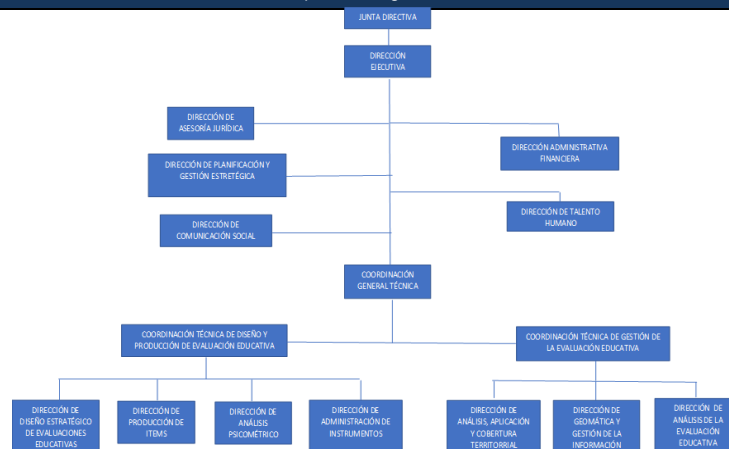 JUNTA DIRECTIVA
DIRECCIÓN
EJECUTIVA
DIRECCIÓN DE
ASESORÍA JURÍDICA
DIRECCIÓN ADMINISTRATIVA
FINANCIERA
DIRECCIÓN DE PLANIFICACIÓN Y
GESTIÓN ESTRETÉGICA
DIRECCIÓN DE TALENTO
HUMANO
DIRECCIÓN DE
COMUNICACIÓN SOCIAL
COORDINACIÓN
GENERAL TÉCNICA
COORDINACIÓN TÉCNICA DE DISEÑO Y
PRODUCCIÓN DE EVALUACIÓN EDUCATIVA
COORDINACIÓN TÉCNICA DE GESTIÓN DE
LA EVALUACIÓN EDUCATIVA
DIRECCIÓN DE
DISEÑO ESTRATÉGICO
DE EVALUACIONES
EDUCATIVAS
DIRECCIÓN DE
PRODUCCIÓN DE
ITEMS
DIRECCIÓN DE
ANÁLISIS
PSICOMÉTRICO
DIRECCIÓN DE
ADMINISTRACIÓN DE
INSTRUMENTOS
DIRECCIÓN DE
ANÁLISIS, APLICACIÓN
Y COBERTURA
TERRITORRIAL
DIRECCIÓN DE
GEOMÁTICA Y
GESTIÓN DE LA
INFORMACIÓN
DIRECCIÓN DE
ANÁLISIS DE LA
EVALUACIÓN
EDUCATIVA